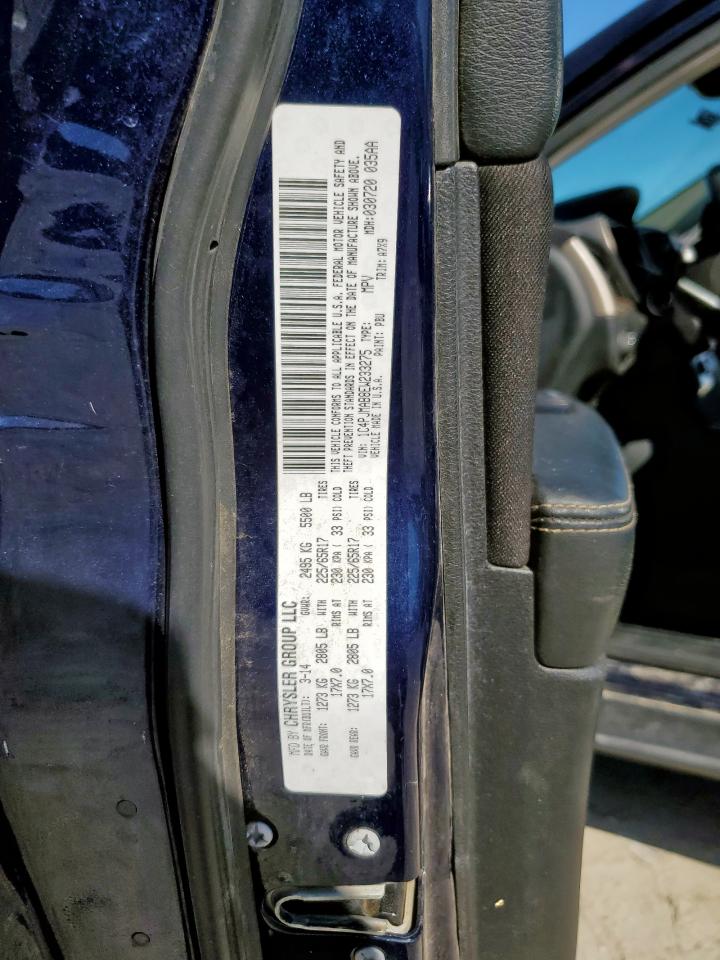 MFD BY CHRYSLER GROUP LLC
DATE OF MFR(BUILT): 3-14 GVWR: 2495 KG 5500 LB
GAWR FRONT: 1273 KG 2805 LB WITH 225/65R17 TIRES
17X7.0 RIMS AT 230 KPA ( 33 PSI) COLD
GAWR REAR: 1273 KG 2805 LB WITH 225/65R17 TIRES
17X7.0 RIMS AT 230 KPA ( 33 PSI) COLD
THIS VEHICLE CONFORMS TO ALL APPLICABLE U.S.A. FEDERAL MOTOR VEHICLE SAFETY AND
THEFT PREVENTION STANDARDS IN EFFECT ON THE DATE OF MANUFACTURE SHOWN ABOVE.
VIN: 1C4PJMAB8EW233275 TYPE: MPV MDH:030720 035AA
VEHICLE MADE IN U.S.A. PAINT: PBU TRIM: A7X9